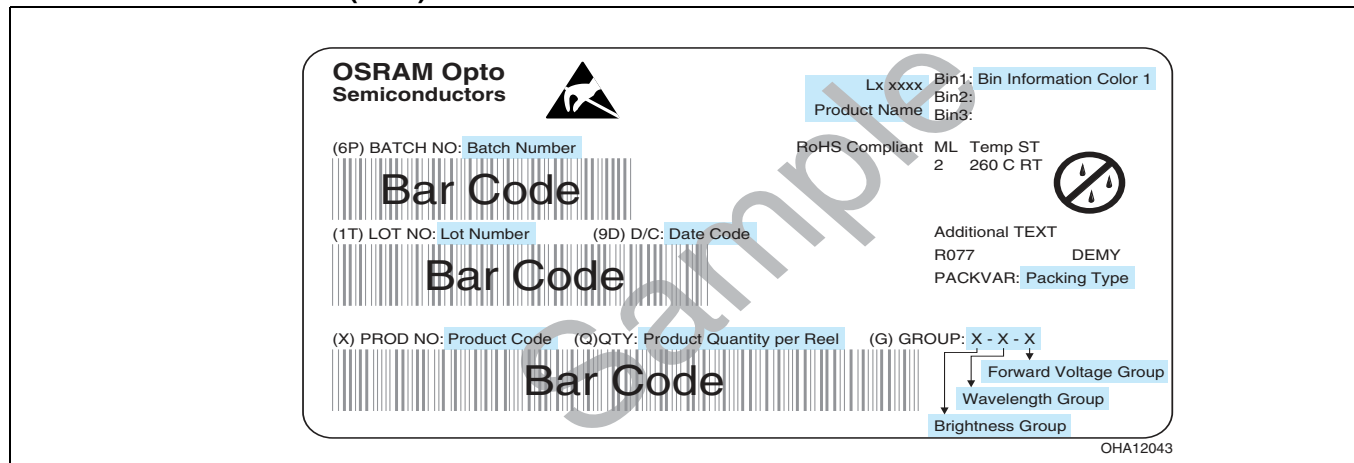 OSRAM Opto
Semiconductors
Lx xxxx
Product Name
Bin1: Bin Information Color 1
Bin2:
Bin3:
(6P) BATCH NO: Batch Number
Bar Code
RoHS Compliant
ML Temp ST
2 260 C RT
(1T) LOT NO: Lot Number (9D) D/C: Date Code
Bar Code
Additional TEXT
R077 DEMY
PACKVAR: Packing Type
(X) PROD NO: Product Code (Q)QTY: Product Quantity per Reel (G) GROUP: X - X - X
Bar Code
Forward Voltage Group
Wavelength Group
Brightness Group
Sample
OHA12043